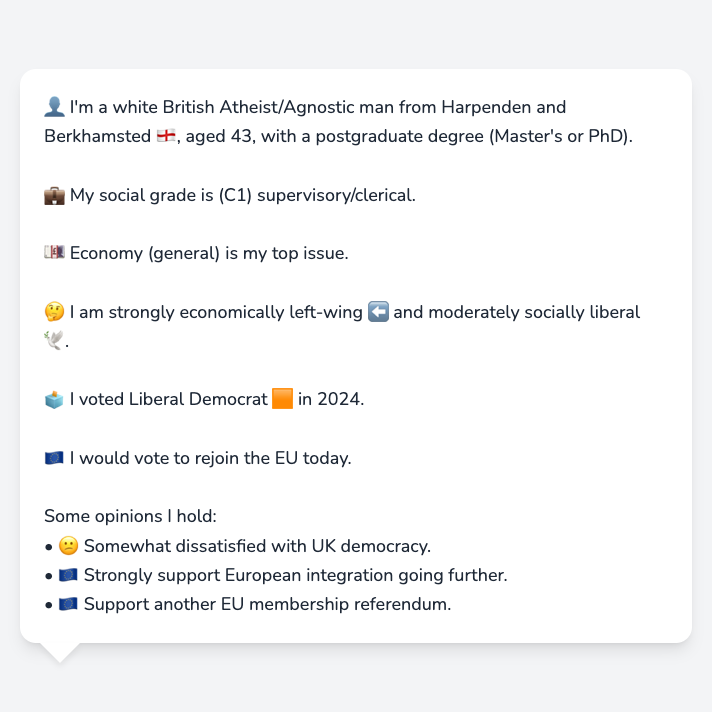 👤 I'm a white British Atheist/Agnostic man from Harpenden and
Berkhamsted 🏴󠁧󠁢󠁥󠁮󠁧󠁿, aged 43, with a postgraduate degree (Master's or PhD).
💼 My social grade is (C1) supervisory/clerical.
💷 Economy (general) is my top issue.
🤔 I am strongly economically left-wing ⬅️ and moderately socially liberal
🕊️.
🗳️ I voted Liberal Democrat 🟧 in 2024.
🇪🇺 I would vote to rejoin the EU today.
Some opinions I hold:
• 😕 Somewhat dissatisfied with UK democracy.
• 🇪🇺 Strongly support European integration going further.
• 🇪🇺 Support another EU membership referendum.